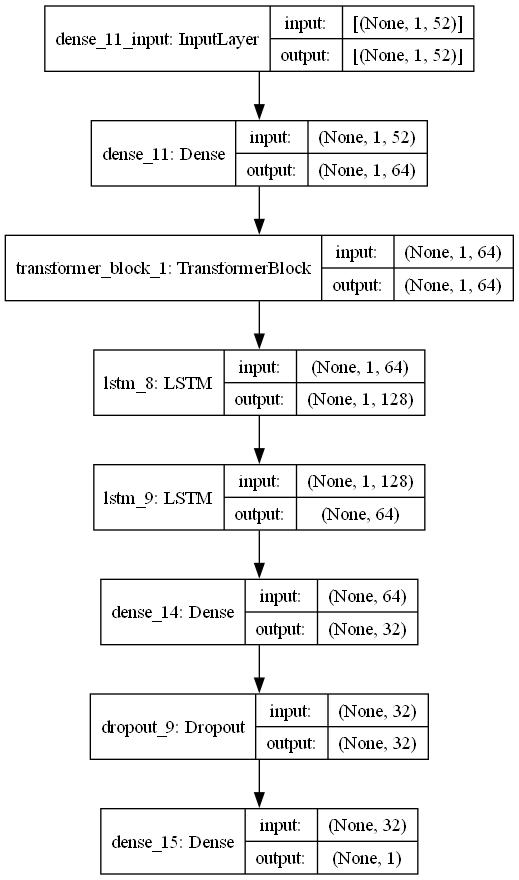 dense_11_input: InputLayer
input:
[(None, 1, 52)]
output:
[(None, 1, 52)]
dense_11: Dense
input:
(None, 1, 52)
output:
(None, 1, 64)
transformer_block_1: TransformerBlock
input:
(None, 1, 64)
output:
(None, 1, 64)
lstm_8: LSTM
input:
(None, 1, 64)
output:
(None, 1, 128)
lstm_9: LSTM
input:
(None, 1, 128)
output:
(None, 64)
dense_14: Dense
input:
(None, 64)
output:
(None, 32)
dropout_9: Dropout
input:
(None, 32)
output:
(None, 32)
dense_15: Dense
input:
(None, 32)
output:
(None, 1)